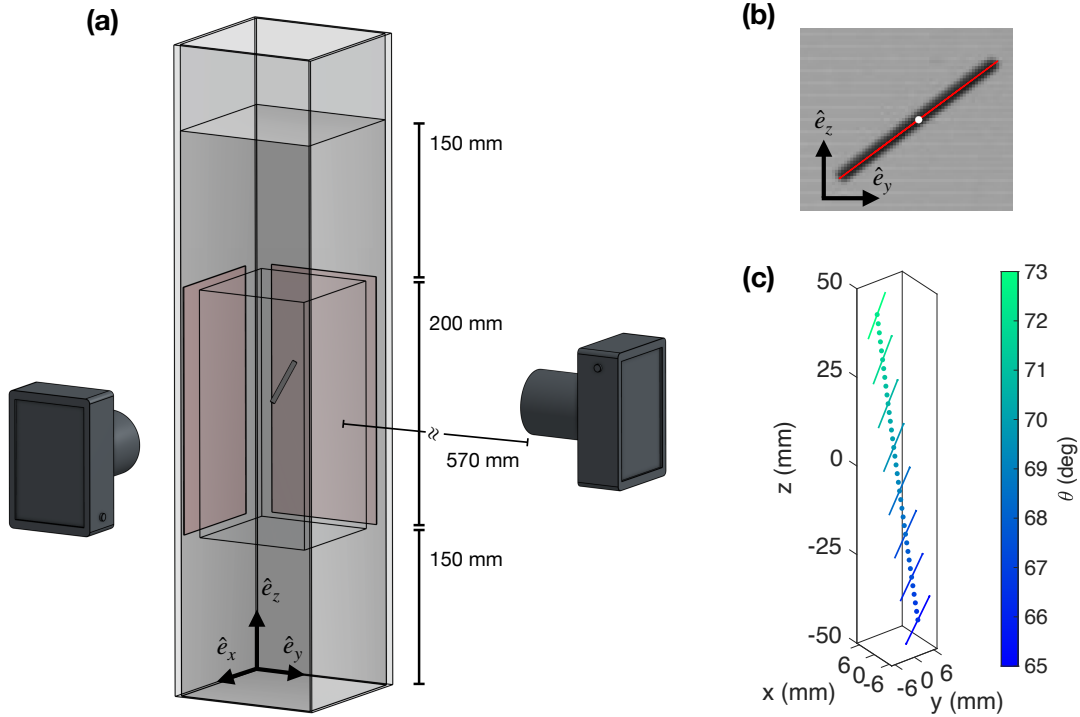 (a)
150 mm
200 mm
570 mm
150 mm
ê_z
ê_x
ê_y
(b)
ê_z
ê_y
(c)
50
25
0
-25
-50
z (mm)
6
0
-6
x (mm)
-6
0
6
y (mm)
73
72
71
70
69
68
67
66
65
θ (deg)